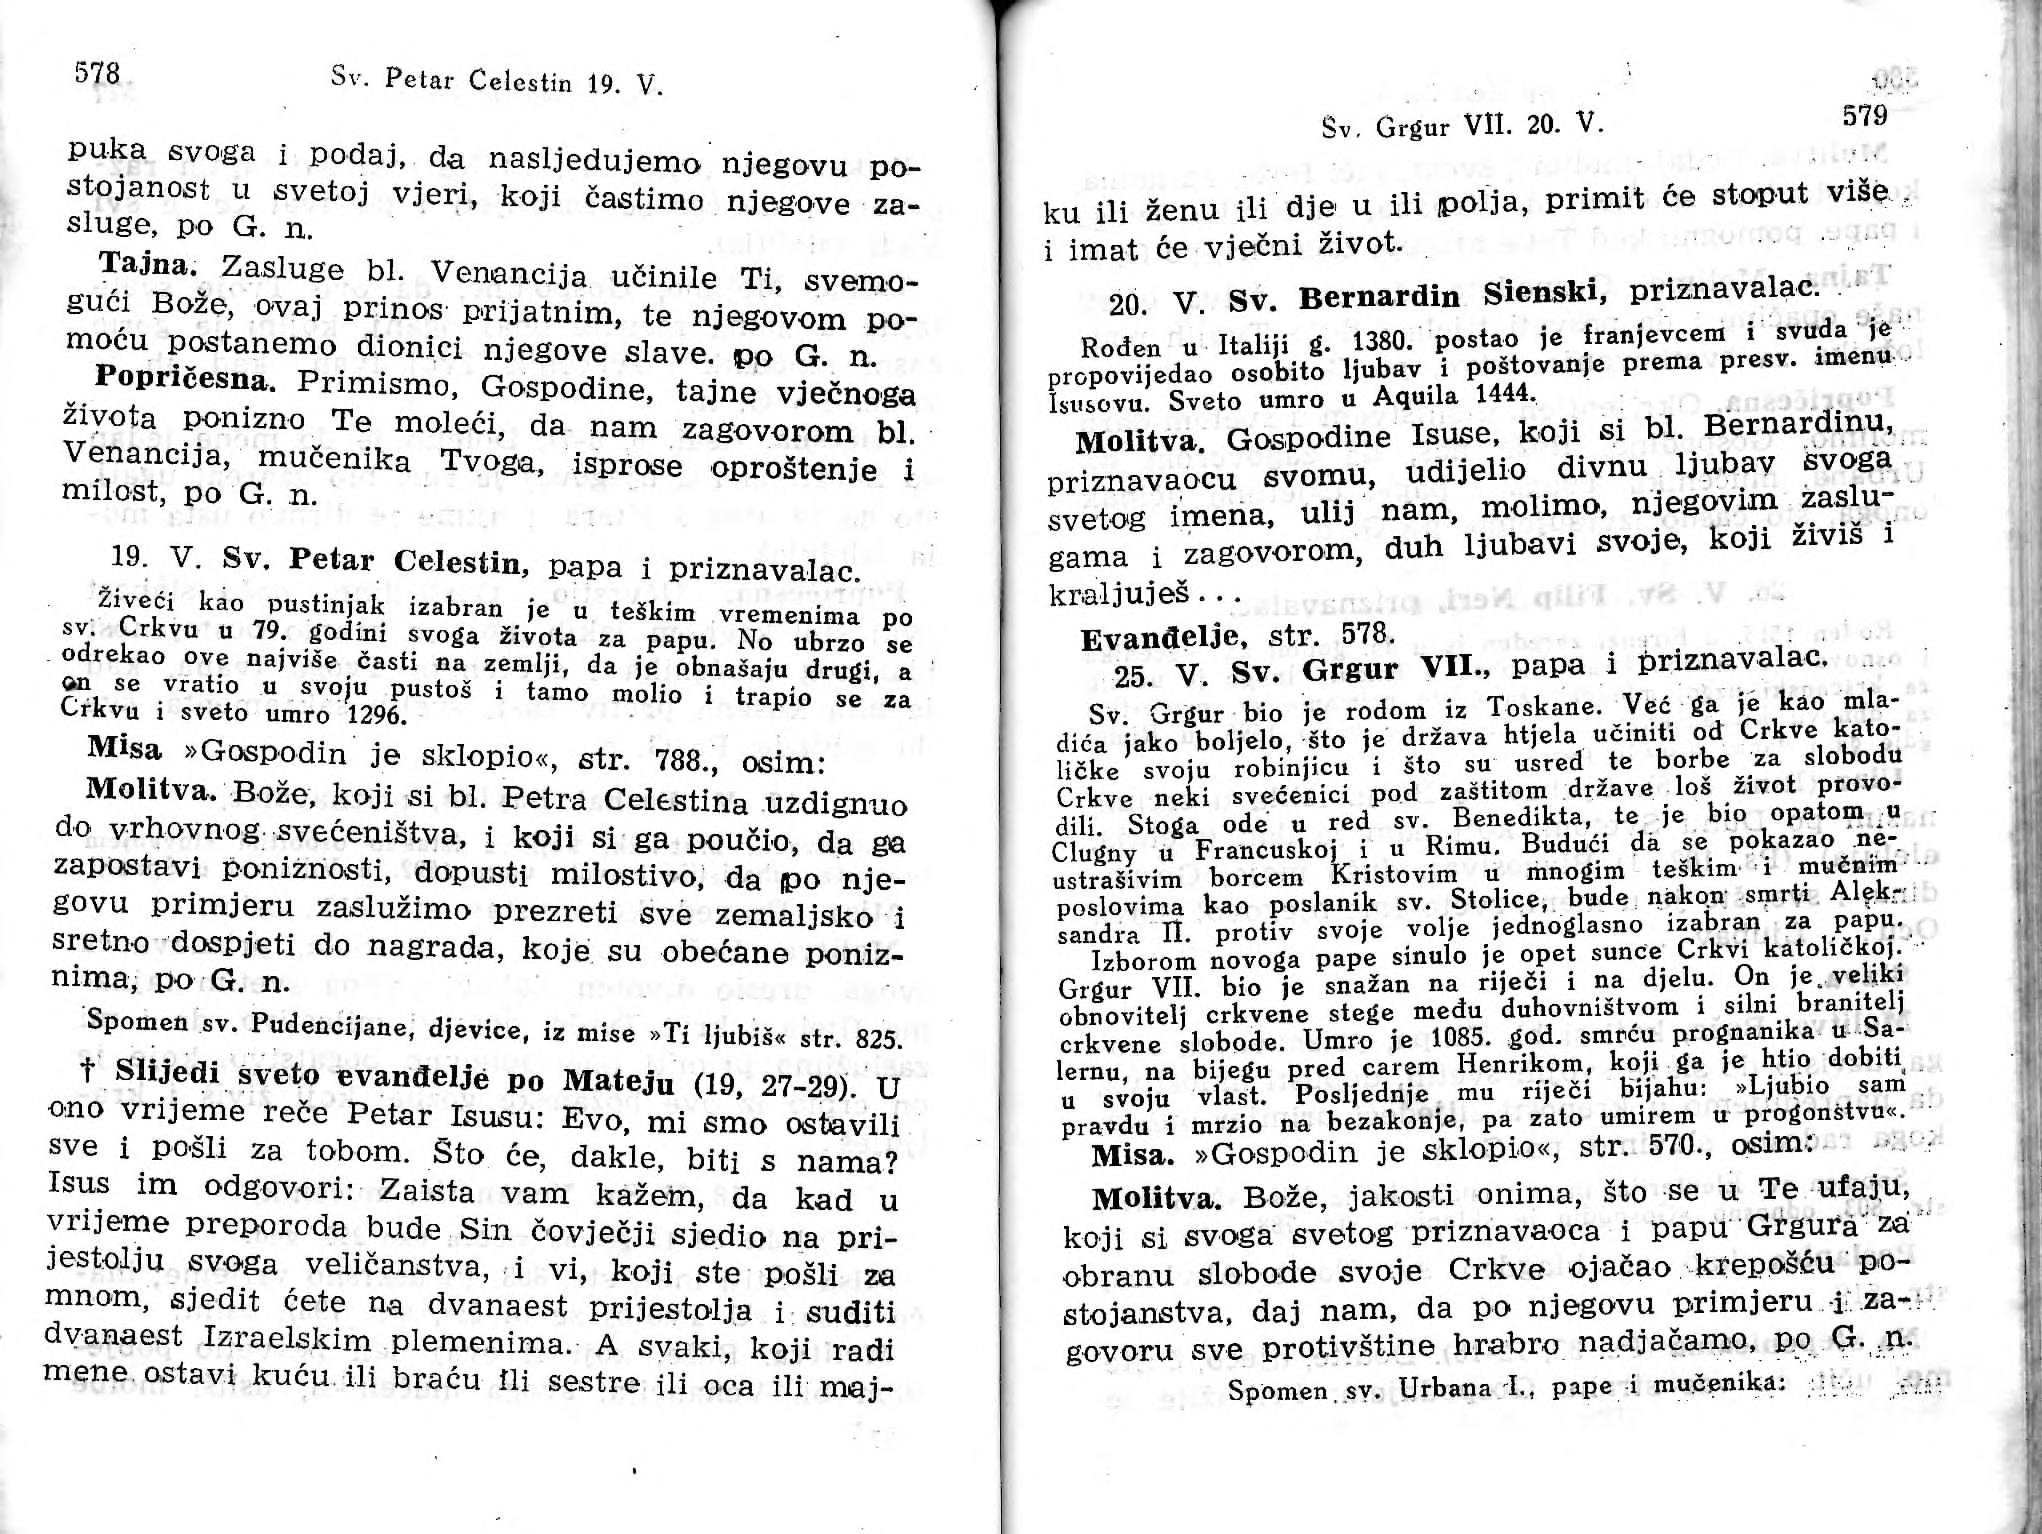 578
Sv. Petar Celestin 19. V.
puka svoga i podaj, da nasljedujemo njegovu po-
stojanost u svetoj vjeri, koji častimo njegove za-
sluge, po G. n.
Tajna. Zasluge bl. Venancija učinile Ti, svemo-
gući Bože, ovaj prinos prijatnim, te njegovom po-
moću postanemo dionici njegove slave. po G. n.
Popričesna. Primismo, Gospodine, tajne vječnoga
života ponizno Te moleći, da nam zagovorom bl.
Venancija, mučenika Tvoga, isprose oproštenje i
milost, po G. n.
19. V. Sv. Petar Celestin, papa i priznavalac.
Živeći kao pustinjak izabran je u teškim vremenima po
sv. Crkvu u 79. godini svoga života za papu. No ubrzo se
odrekao ove najviše časti na zemlji, da je obnašaju drugi, a
on se vratio u svoju pustoš i tamo molio i trapio se za
Crkvu i sveto umro 1296.
Misa »Gospodin je sklopio«, str. 788., osim:
Molitva. Bože, koji si bl. Petra Celestina uzdignuo
do vrhovnog svećeništva, i koji si ga poučio, da ga
zapostavi poniznosti, dopusti milostivo, da po nje-
govu primjeru zaslužimo prezreti sve zemaljsko i
sretno dospjeti do nagrada, koje su obećane poniz-
nima, po G. n.
Spomen sv. Pudencijane, djevice, iz mise »Ti ljubiš« str. 825.
† Slijedi sveto evanđelje po Mateju (19, 27-29). U
ono vrijeme reče Petar Isusu: Evo, mi smo ostavili
sve i pošli za tobom. Što će, dakle, biti s nama?
Isus im odgovori: Zaista vam kažem, da kad u
vrijeme preporoda bude Sin čovječji sjedio na pri-
jestolju svoga veličanstva, i vi, koji ste pošli za
mnom, sjedit ćete na dvanaest prijestolja i suditi
dvanaest Izraelskim plemenima. A svaki, koji radi
mene ostavi kuću ili braću ili sestre ili oca ili maj-
Sv. Grgur VII. 20. V.
579
ku ili ženu ili dje u ili polja, primit će stoput više
i imat će vječni život.
20. V. Sv. Bernardin Sienski, priznavalac.
Rođen u Italiji g. 1380. postao je franjevcem i svuda je
propovijedao osobito ljubav i poštovanje prema presv. imenu
Isusovu. Sveto umro u Aquila 1444.
Molitva. Gospodine Isuse, koji si bl. Bernardinu,
priznavaocu svomu, udijelio divnu ljubav svoga
svetog imena, ulij nam, molimo, njegovim zaslu-
gama i zagovorom, duh ljubavi svoje, koji živiš i
kraljuješ...
Evanđelje, str. 578.
25. V. Sv. Grgur VII., papa i priznavalac.
Sv. Grgur bio je rodom iz Toskane. Već ga je kao mla-
dića jako boljelo, što je država htjela učiniti od Crkve kato-
ličke svoju robinjicu i što su usred te borbe za slobodu
Crkve neki svećenici pod zaštitom države loš život provo-
dili. Stoga ode u red sv. Benedikta, te je bio opatom u
Clugny u Francuskoj i u Rimu. Budući da se pokazao ne-
ustrašivim borcem Kristovim u mnogim teškim i mučnim
poslovima kao poslanik sv. Stolice, bude nakon smrti Alek-
sandra II. protiv svoje volje jednoglasno izabran za papu.
Izborom novoga pape sinulo je opet sunce Crkvi katoličkoj.
Grgur VII. bio je snažan na riječi i na djelu. On je veliki
obnovitelj crkvene stege među duhovništvom i silni branitelj
crkvene slobode. Umro je 1085. god. smrću prognanika u Sa-
lernu, na bijegu pred carem Henrikom, koji ga je htio dobiti
u svoju vlast. Posljednje mu riječi bijahu: »Ljubio sam
pravdu i mrzio na bezakonje, pa zato umirem u progonstvu«.
Misa. »Gospodin je sklopio«, str. 570., osim:
Molitva. Bože, jakosti onima, što se u Te ufaju,
koji si svoga svetog priznavaoca i papu Grgura za
obranu slobode svoje Crkve ojačao krepošću po-
stojanstva, daj nam, da po njegovu primjeru i za-
govoru sve protivštine hrabro nadjačamo, po G. n.
Spomen sv. Urbana I., pape i mučenika: